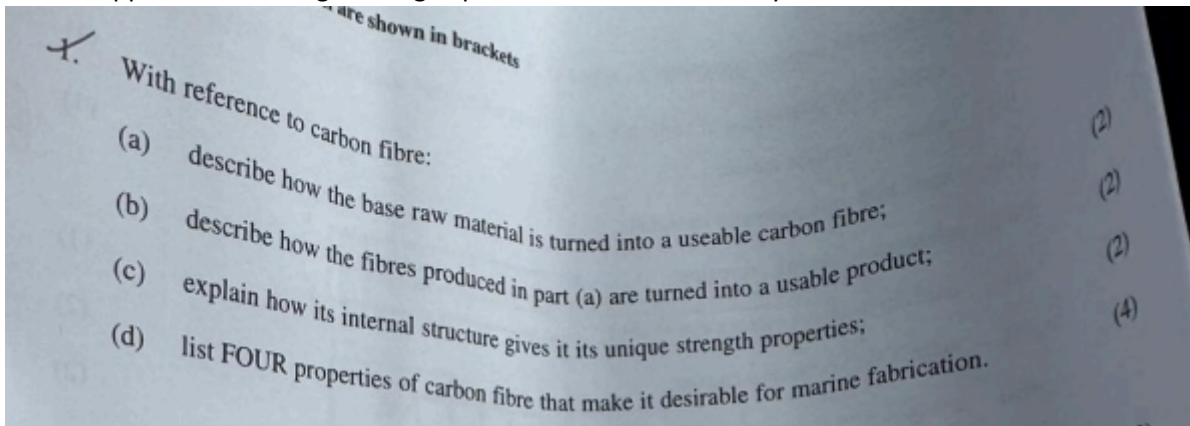 are shown in brackets
1. With reference to carbon fibre:
(a) describe how the base raw material is turned into a useable carbon fibre; (2)
(b) describe how the fibres produced in part (a) are turned into a usable product; (2)
(c) explain how its internal structure gives it its unique strength properties; (2)
(d) list FOUR properties of carbon fibre that make it desirable for marine fabrication. (4)